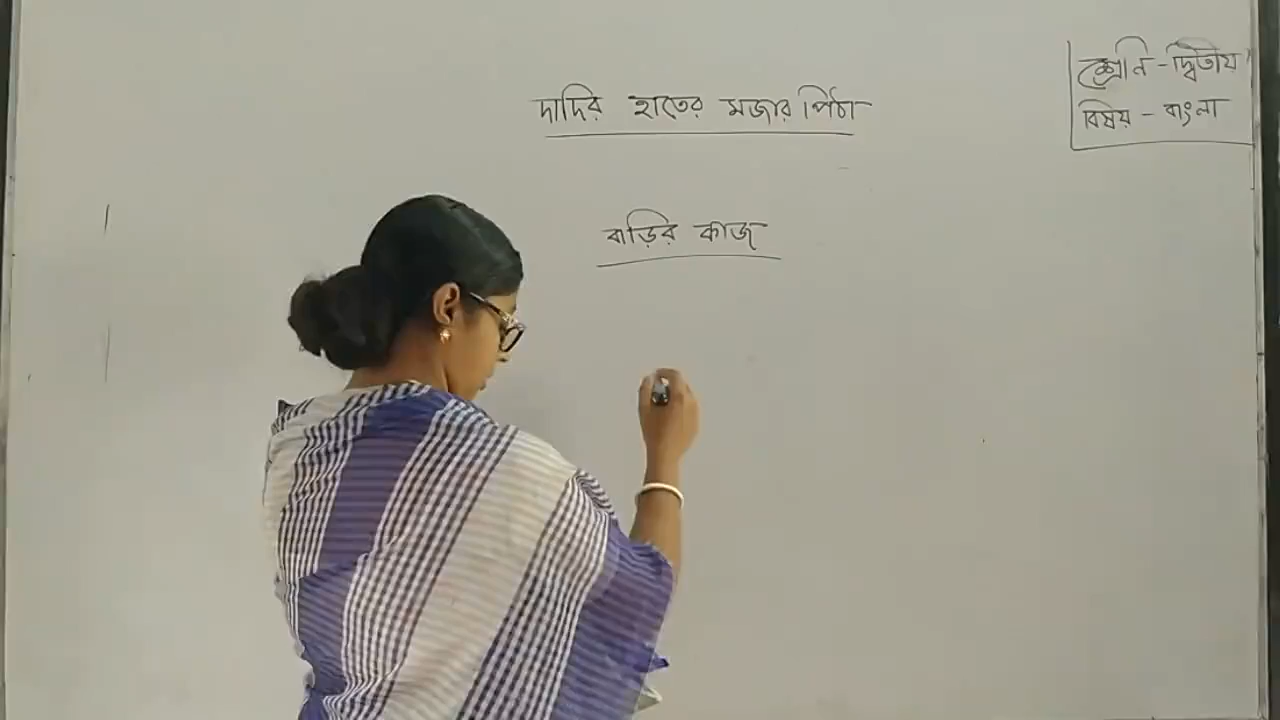 শ্রেনি - দ্বিতীয়
বিষয় - বাংলা
দাদির হাতের মজার পিঠা
বাড়ির কাজ